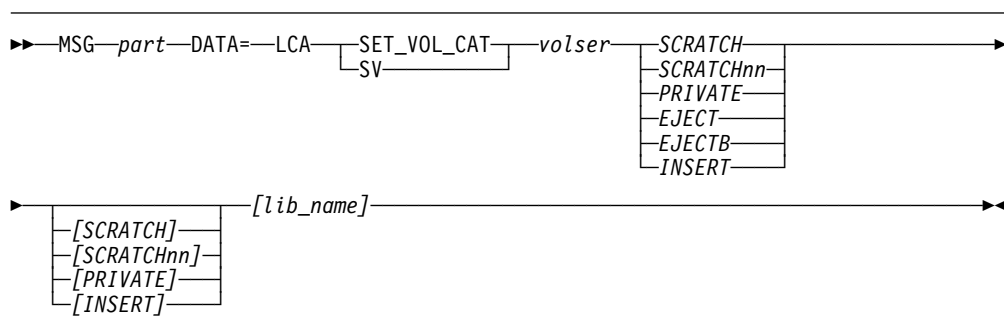 MSG part DATA= LCA SET_VOL_CAT volser SCRATCH
SV SCRATCHnn
PRIVATE
EJECT
EJECTB
INSERT
[lib_name]
[SCRATCH]
[SCRATCHnn]
[PRIVATE]
[INSERT]